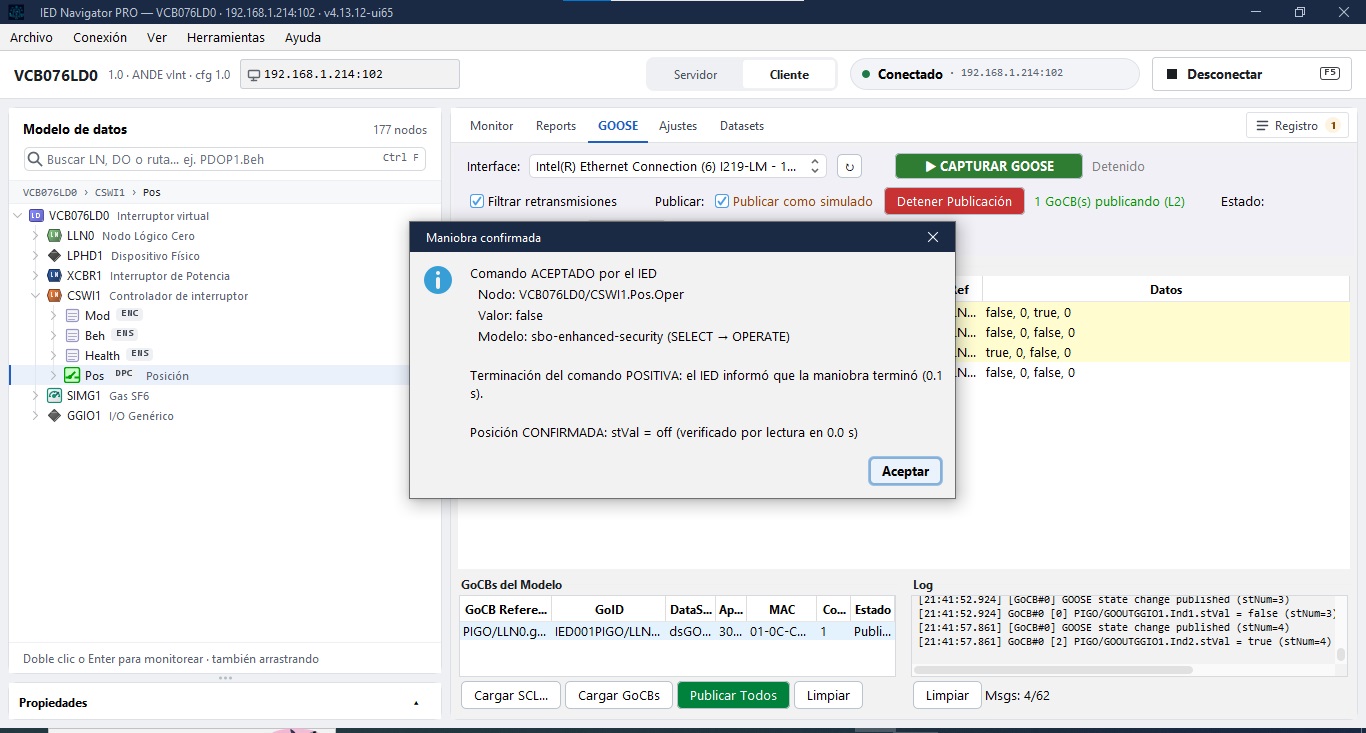 IED Navigator PRO — VCB076LD0 · 192.168.1.214:102 · v4.13.12-ui65
Archivo Conexión Ver Herramientas Ayuda
VCB076LD0 1.0 · ANDE vInt · cfg 1.0 192.168.1.214:102 Servidor Cliente Conectado · 192.168.1.214:102 Desconectar F5
Modelo de datos 177 nodos
Buscar LN, DO o ruta... ej. PDOP1.Beh Ctrl F
VCB076LD0 › CSWI1 › Pos
LD VCB076LD0 Interruptor virtual
LN LLN0 Nodo Lógico Cero
LPHD1 Dispositivo Físico
LN XCBR1 Interruptor de Potencia
LN CSWI1 Controlador de interruptor
Mod ENC
Beh ENS
Health ENS
Pos DPC Posición
SIMG1 Gas SF6
GGIO1 I/O Genérico
Doble clic o Enter para monitorear · también arrastrando
Propiedades
Monitor Reports GOOSE Ajustes Datasets Registro 1
Interface: Intel(R) Ethernet Connection (6) I219-LM - 1... CAPTURAR GOOSE Detenido
Filtrar retransmisiones Publicar: Publicar como simulado Detener Publicación 1 GoCB(s) publicando (L2) Estado:
Maniobra confirmada
Comando ACEPTADO por el IED
Nodo: VCB076LD0/CSWI1.Pos.Oper
Valor: false
Modelo: sbo-enhanced-security (SELECT → OPERATE)
Terminación del comando POSITIVA: el IED informó que la maniobra terminó (0.1
s).
Posición CONFIRMADA: stVal = off (verificado por lectura en 0.0 s)
Aceptar
ef Datos
LN... false, 0, true, 0
LN... false, 0, false, 0
LN... true, 0, false, 0
LN... false, 0, false, 0
GoCBs del Modelo
GoCB Refere... GoID DataS... Ap... MAC Co... Estado
PIGO/LLN0.g... IED001PIGO/LLN... dsGO... 30... 01-0C-C... 1 Publi...
Cargar SCL... Cargar GoCBs Publicar Todos Limpiar
Log
[21:41:52.924] [GoCB#0] GOOSE state change published (stNum=3)
[21:41:52.924] GoCB#0 [0] PIGO/GOOUTGGIO1.Ind1.stVal = false (stNum=3)
[21:41:57.861] [GoCB#0] GOOSE state change published (stNum=4)
[21:41:57.861] GoCB#0 [2] PIGO/GOOUTGGIO1.Ind2.stVal = true (stNum=4)
Limpiar Msgs: 4/62